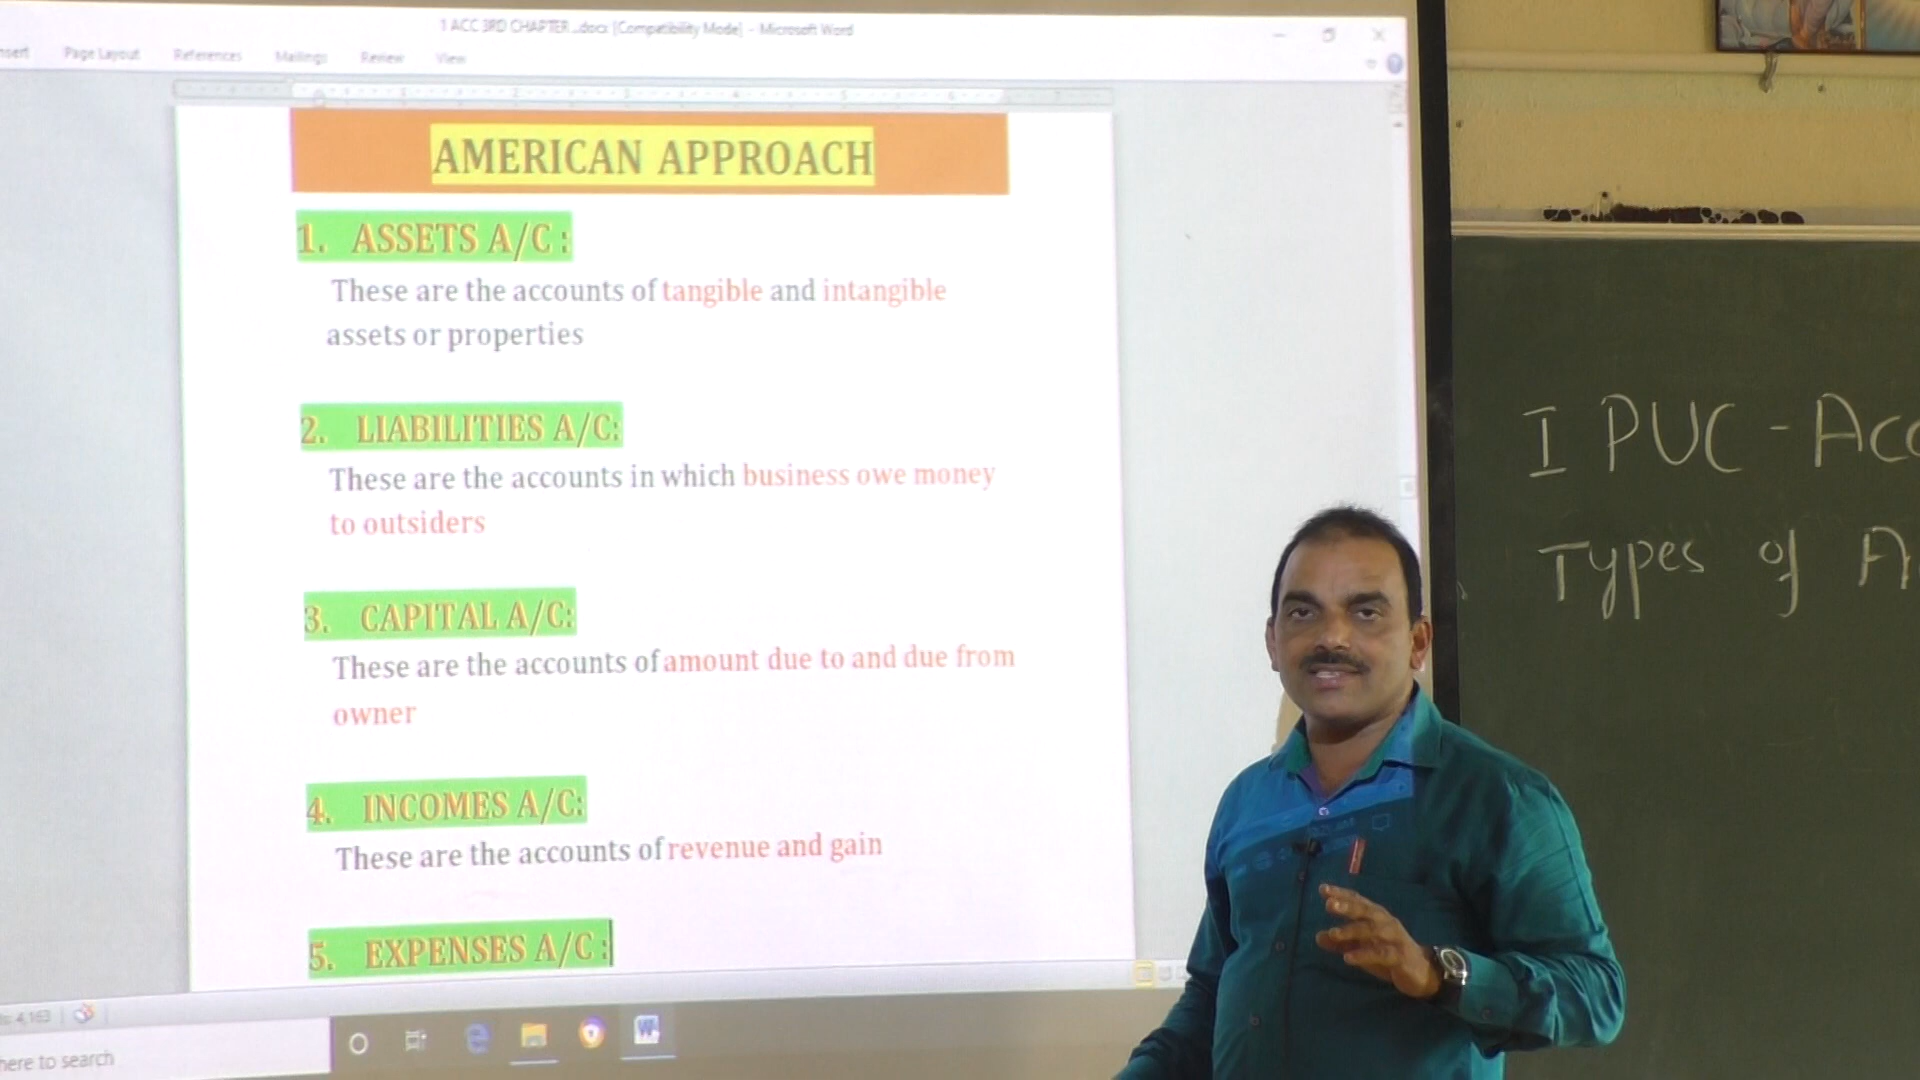 1 ACC 3RD CHAPTER ..docx [Compatibility Mode] - Microsoft Word
nsert Page Layout References Mailings Review View
AMERICAN APPROACH
1. ASSETS A/C :
These are the accounts of tangible and intangible
assets or properties
2. LIABILITIES A/C:
These are the accounts in which business owe money
to outsiders
3. CAPITAL A/C:
These are the accounts of amount due to and due from
owner
4. INCOMES A/C:
These are the accounts of revenue and gain
5. EXPENSES A/C :
s: 4,163
here to search
I PUC - Acc
Types of A